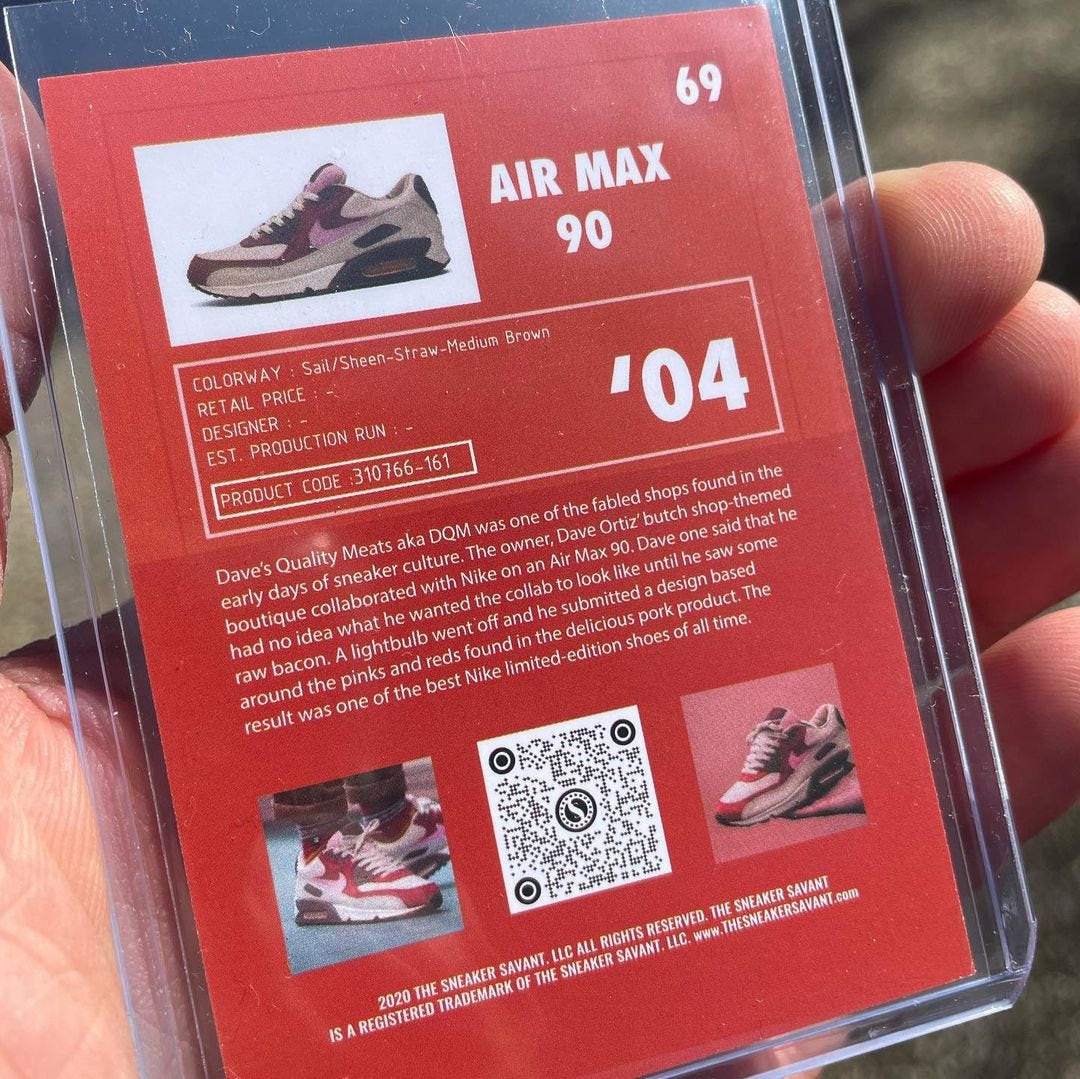 69
AIR MAX
90
COLORWAY : Sail/Sheen-Straw-Medium Brown
RETAIL PRICE : -
DESIGNER : -
EST. PRODUCTION RUN : -
PRODUCT CODE :310766-161
'04
Dave's Quality Meats aka DQM was one of the fabled shops found in the
early days of sneaker culture. The owner, Dave Ortiz' butch shop-themed
boutique collaborated with Nike on an Air Max 90. Dave one said that he
had no idea what he wanted the collab to look like until he saw some
raw bacon. A lightbulb went off and he submitted a design based
around the pinks and reds found in the delicious pork product. The
result was one of the best Nike limited-edition shoes of all time.
S
2020 THE SNEAKER SAVANT. LLC ALL RIGHTS RESERVED. THE SNEAKER SAVANT
IS A REGISTERED TRADEMARK OF THE SNEAKER SAVANT. LLC. www.THESNEAKERSAVANT.com